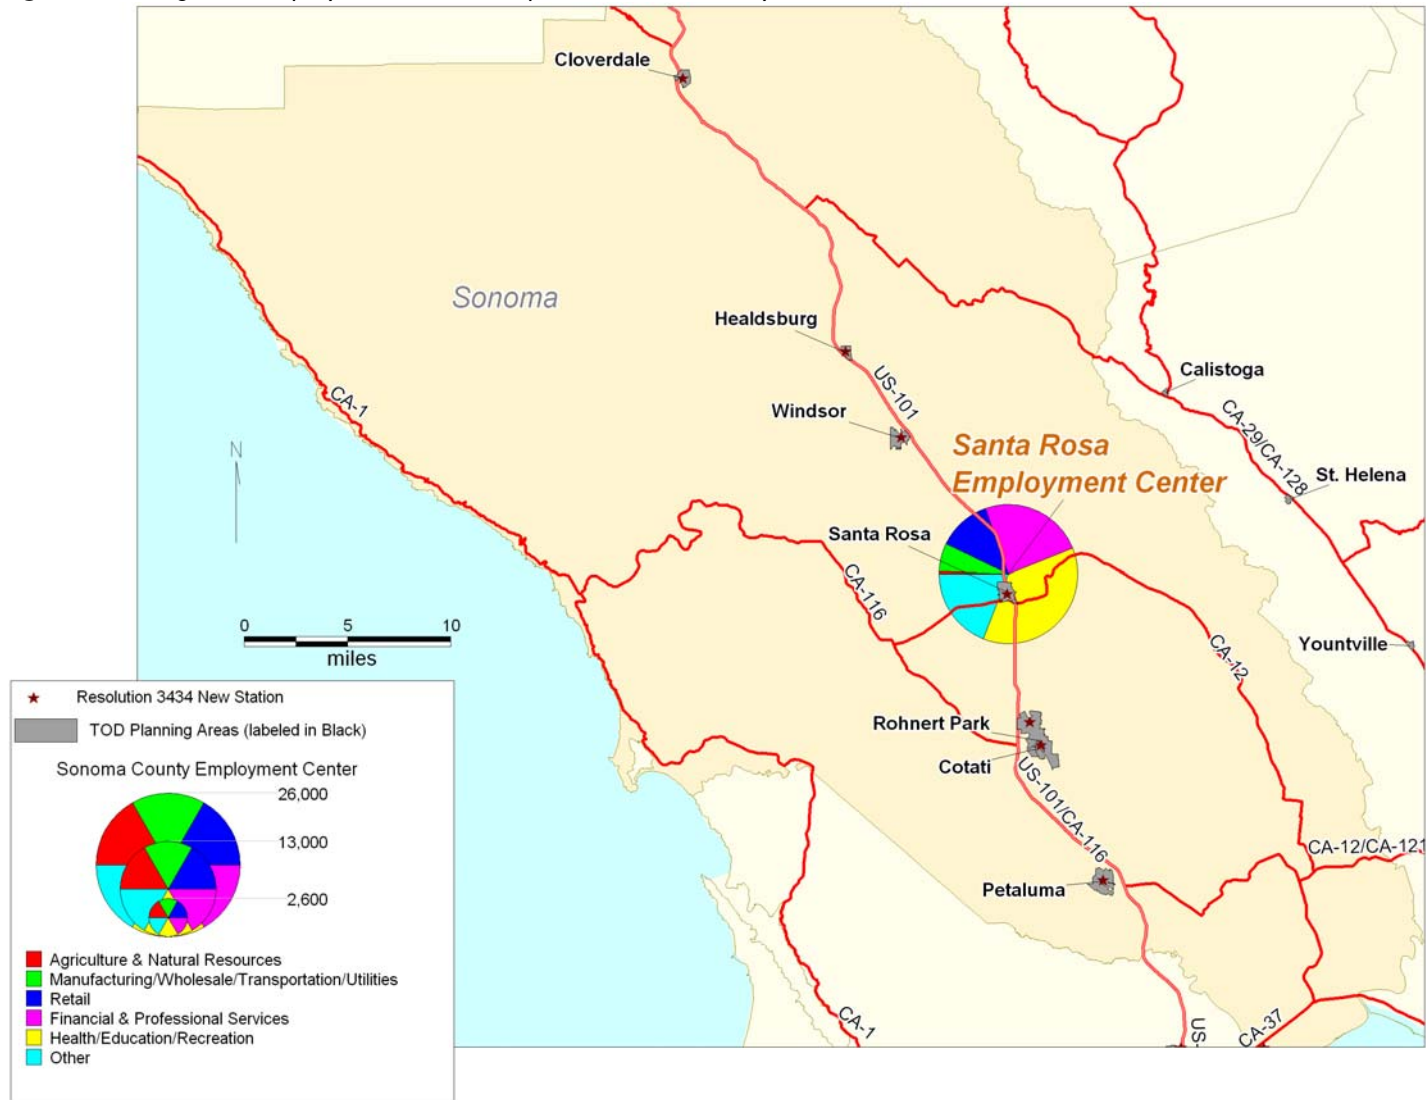 Cloverdale
Sonoma
Healdsburg
US-101
Calistoga
CA-1
Windsor
CA-29/CA-128
Santa Rosa
Employment Center
St. Helena
N
Santa Rosa
CA-116
0 5 10
miles
CA-12
Yountville
Rohnert Park
Cotati
US-101/CA-116
CA-12/CA-121
Petaluma
CA-1
US-
CA-37
Resolution 3434 New Station
TOD Planning Areas (labeled in Black)
Sonoma County Employment Center
26,000
13,000
2,600
Agriculture & Natural Resources
Manufacturing/Wholesale/Transportation/Utilities
Retail
Financial & Professional Services
Health/Education/Recreation
Other